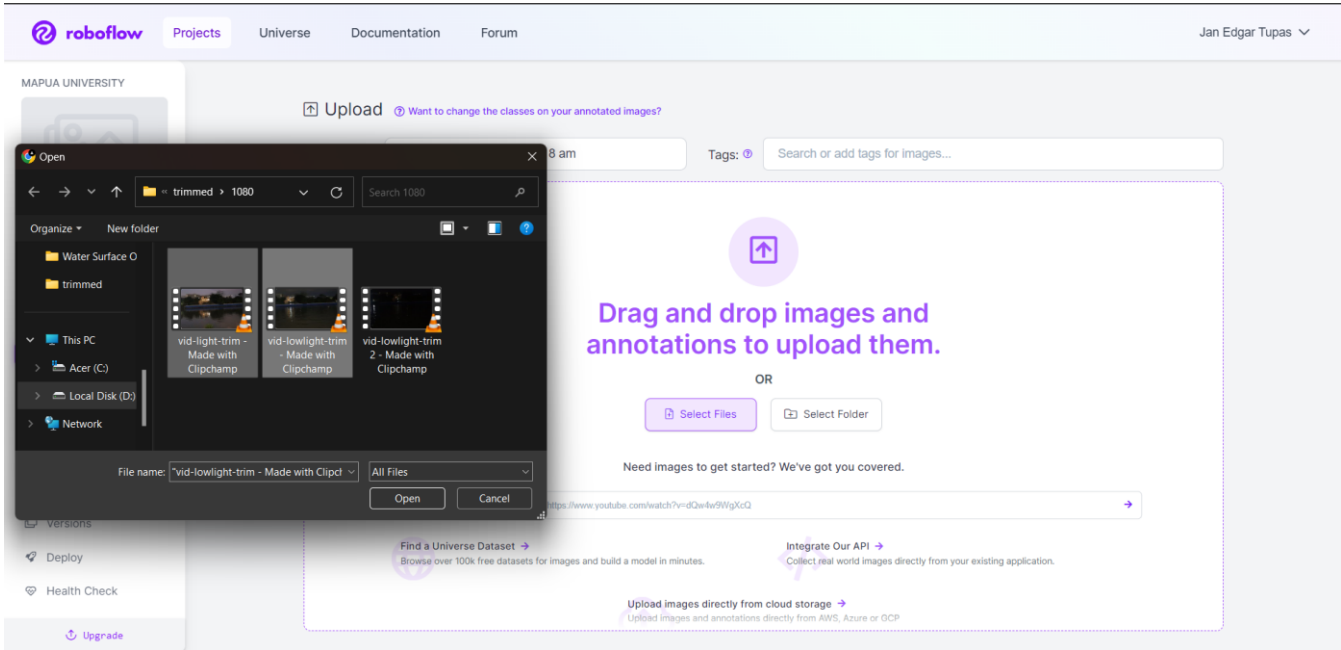 roboflow Projects Universe Documentation Forum Jan Edgar Tupas
MAPUA UNIVERSITY
Upload Want to change the classes on your annotated images?
8 am Tags: Search or add tags for images...
Open
« trimmed › 1080 Search 1080
Organize New folder
Water Surface O
trimmed
This PC
Acer (C:)
Local Disk (D:)
Network
vid-light-trim -
Made with
Clipchamp
vid-lowlight-trim
- Made with
Clipchamp
vid-lowlight-trim
2 - Made with
Clipchamp
File name: "vid-lowlight-trim - Made with Clipch All Files
Open Cancel
Drag and drop images and
annotations to upload them.
OR
Select Files Select Folder
Need images to get started? We've got you covered.
https://www.youtube.com/watch?v=dQw4w9WgXcQ →
Find a Universe Dataset →
Browse over 100k free datasets for images and build a model in minutes.
Integrate Our API →
Collect real world images directly from your existing application.
Upload images directly from cloud storage →
Upload images and annotations directly from AWS, Azure or GCP
Versions
Deploy
Health Check
Upgrade